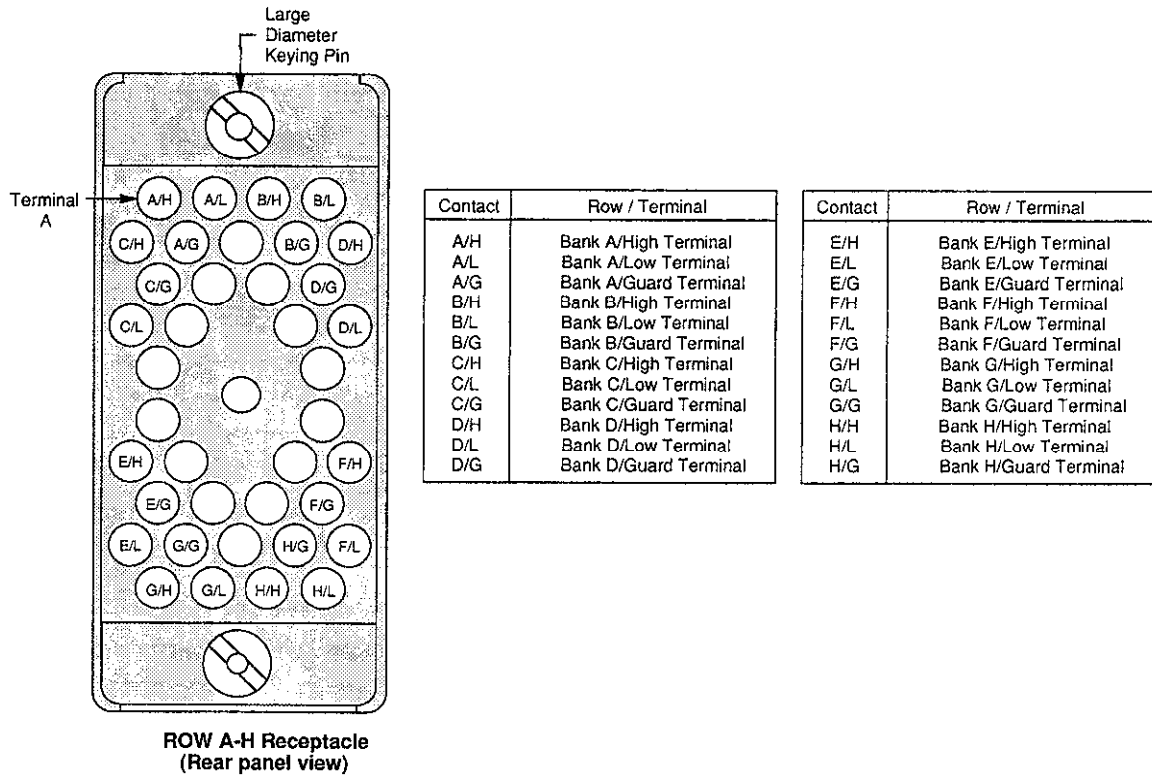 Large
Diameter
Keying Pin
Terminal
A
A/H A/L B/H B/L
C/H A/G B/G D/H
C/G D/G
C/L D/L
E/H F/H
E/G F/G
E/L G/G H/G F/L
G/H G/L H/H H/L
ROW A-H Receptacle
(Rear panel view)
Contact Row / Terminal
A/H Bank A/High Terminal
A/L Bank A/Low Terminal
A/G Bank A/Guard Terminal
B/H Bank B/High Terminal
B/L Bank B/Low Terminal
B/G Bank B/Guard Terminal
C/H Bank C/High Terminal
C/L Bank C/Low Terminal
C/G Bank C/Guard Terminal
D/H Bank D/High Terminal
D/L Bank D/Low Terminal
D/G Bank D/Guard Terminal
Contact Row / Terminal
E/H Bank E/High Terminal
E/L Bank E/Low Terminal
E/G Bank E/Guard Terminal
F/H Bank F/High Terminal
F/L Bank F/Low Terminal
F/G Bank F/Guard Terminal
G/H Bank G/High Terminal
G/L Bank G/Low Terminal
G/G Bank G/Guard Terminal
H/H Bank H/High Terminal
H/L Bank H/Low Terminal
H/G Bank H/Guard Terminal